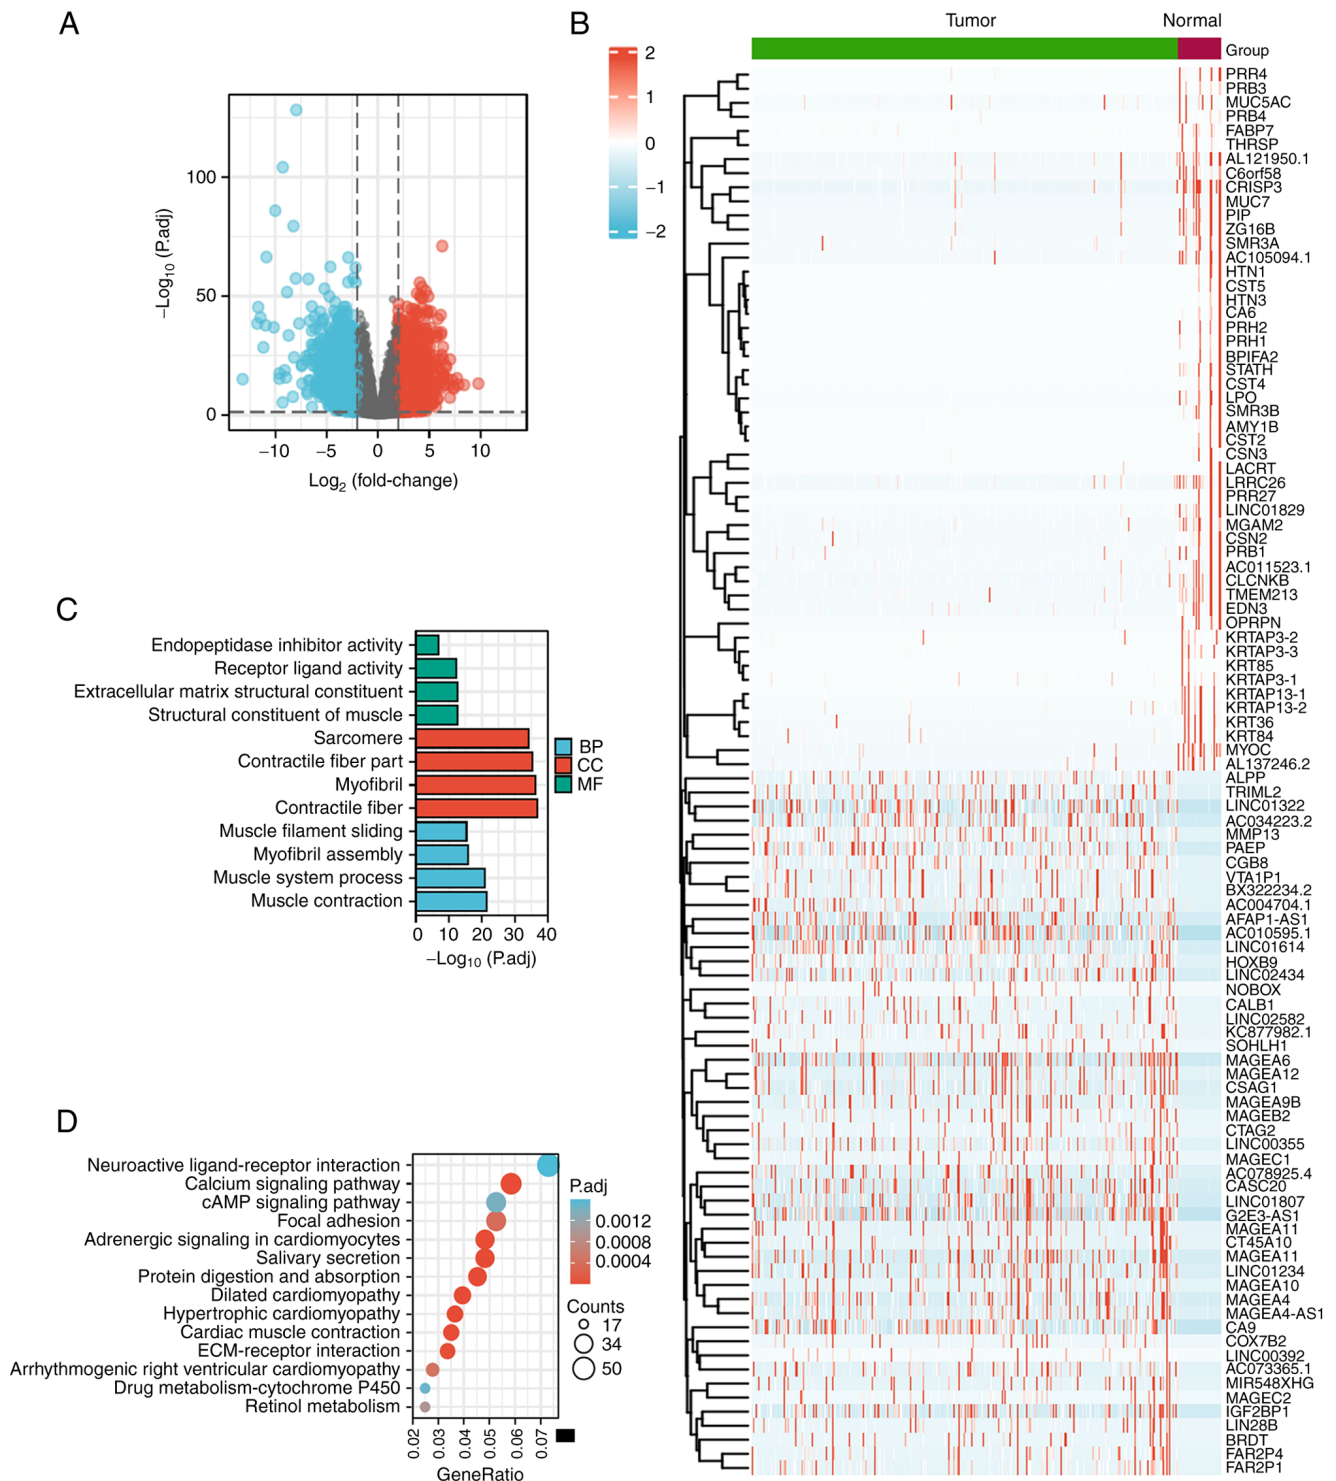 A
−Log10 (P.adj)
100
50
0
−10
−5
0
5
10
Log2 (fold-change)
B
2
1
0
−1
−2
Tumor
Normal
Group
PRR4
PRB3
MUC5AC
PRB4
FABP7
THRSP
AL121950.1
C6orf58
CRISP3
MUC7
PIP
ZG16B
SMR3A
AC105094.1
HTN1
CST5
HTN3
CA6
PRH2
PRH1
BPIFA2
STATH
CST4
LPO
SMR3B
AMY1B
CST2
CSN3
LACRT
LRRC26
PRR27
LINC01829
MGAM2
CSN2
PRB1
AC011523.1
CLCNKB
TMEM213
EDN3
OPRPN
KRTAP3-2
KRTAP3-3
KRT85
KRTAP3-1
KRTAP13-1
KRTAP13-2
KRT36
KRT84
MYOC
AL137246.2
ALPP
TRIML2
LINC01322
AC034223.2
MMP13
PAEP
CGB8
VTA1P1
BX322234.2
AC004704.1
AFAP1-AS1
AC010595.1
LINC01614
HOXB9
LINC02434
NOBOX
CALB1
LINC02582
KC877982.1
SOHLH1
MAGEA6
MAGEA12
CSAG1
MAGEA9B
MAGEB2
CTAG2
LINC00355
MAGEC1
AC078925.4
CASC20
LINC01807
G2E3-AS1
MAGEA11
CT45A10
MAGEA11
LINC01234
MAGEA10
MAGEA4
MAGEA4-AS1
CA9
COX7B2
LINC00392
AC073365.1
MIR548XHG
MAGEC2
IGF2BP1
LIN28B
BRDT
FAR2P4
FAR2P1
C
Endopeptidase inhibitor activity
Receptor ligand activity
Extracellular matrix structural constituent
Structural constituent of muscle
Sarcomere
Contractile fiber part
Myofibril
Contractile fiber
Muscle filament sliding
Myofibril assembly
Muscle system process
Muscle contraction
0 10 20 30 40
−Log10 (P.adj)
BP
CC
MF
D
Neuroactive ligand-receptor interaction
Calcium signaling pathway
cAMP signaling pathway
Focal adhesion
Adrenergic signaling in cardiomyocytes
Salivary secretion
Protein digestion and absorption
Dilated cardiomyopathy
Hypertrophic cardiomyopathy
Cardiac muscle contraction
ECM-receptor interaction
Arrhythmogenic right ventricular cardiomyopathy
Drug metabolism-cytochrome P450
Retinol metabolism
0.02
0.03
0.04
0.05
0.06
0.07
GeneRatio
P.adj
0.0012
0.0008
0.0004
Counts
17
34
50